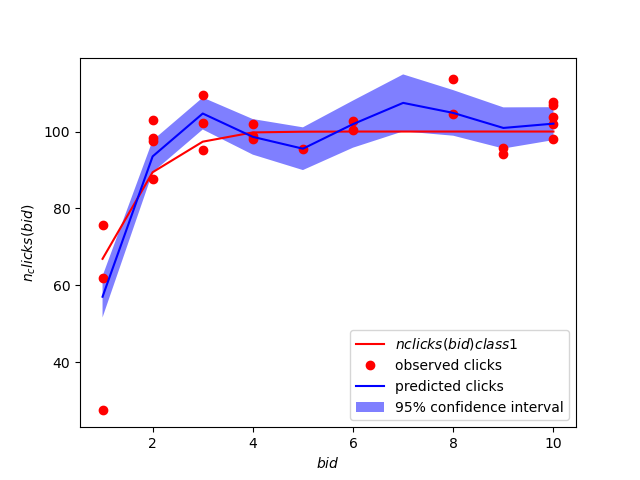 100
80
60
40
n_clicks(bid)
2
4
6
8
10
bid
nclicks(bid)class1
observed clicks
predicted clicks
95% confidence interval